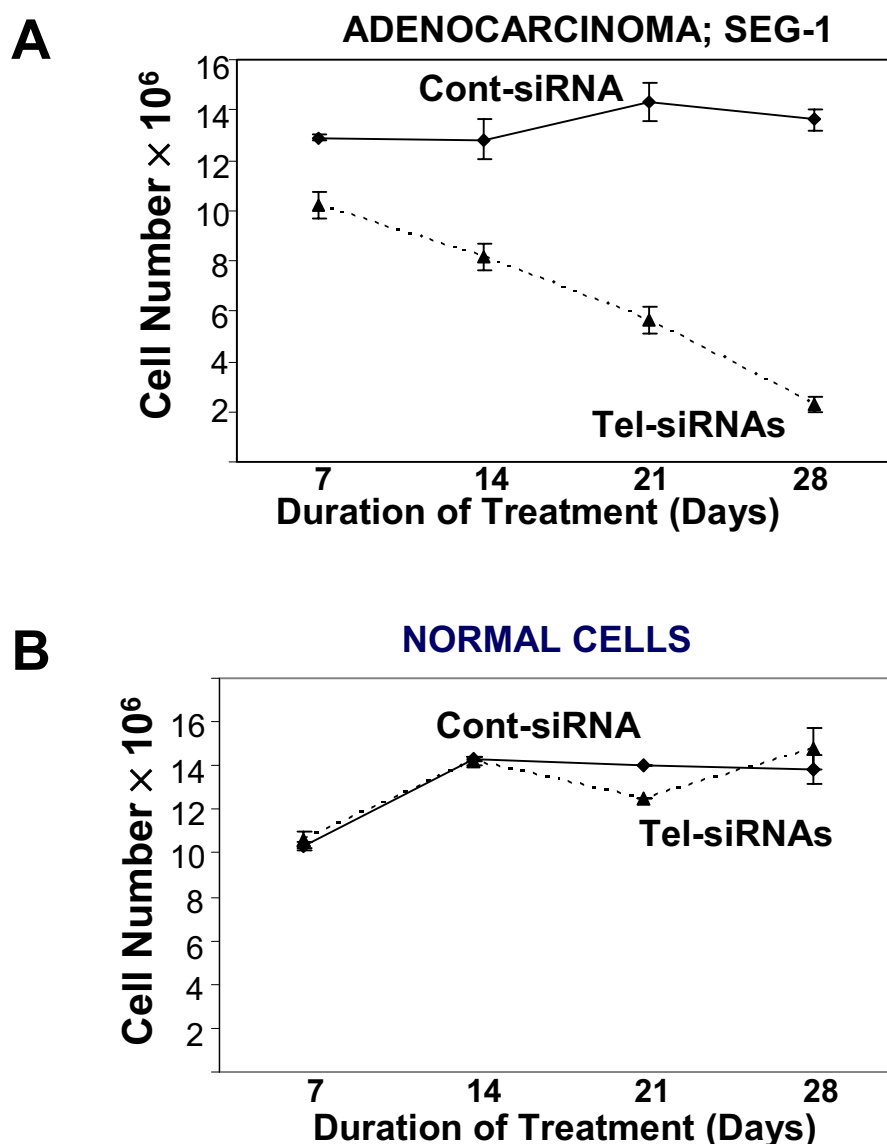 A
ADENOCARCINOMA; SEG-1
Cell Number × 10⁶
16
14
12
10
8
6
4
2
Cont-siRNA
Tel-siRNAs
7 14 21 28
Duration of Treatment (Days)
B
NORMAL CELLS
Cell Number × 10⁶
16
14
12
10
8
6
4
2
Cont-siRNA
Tel-siRNAs
7 14 21 28
Duration of Treatment (Days)